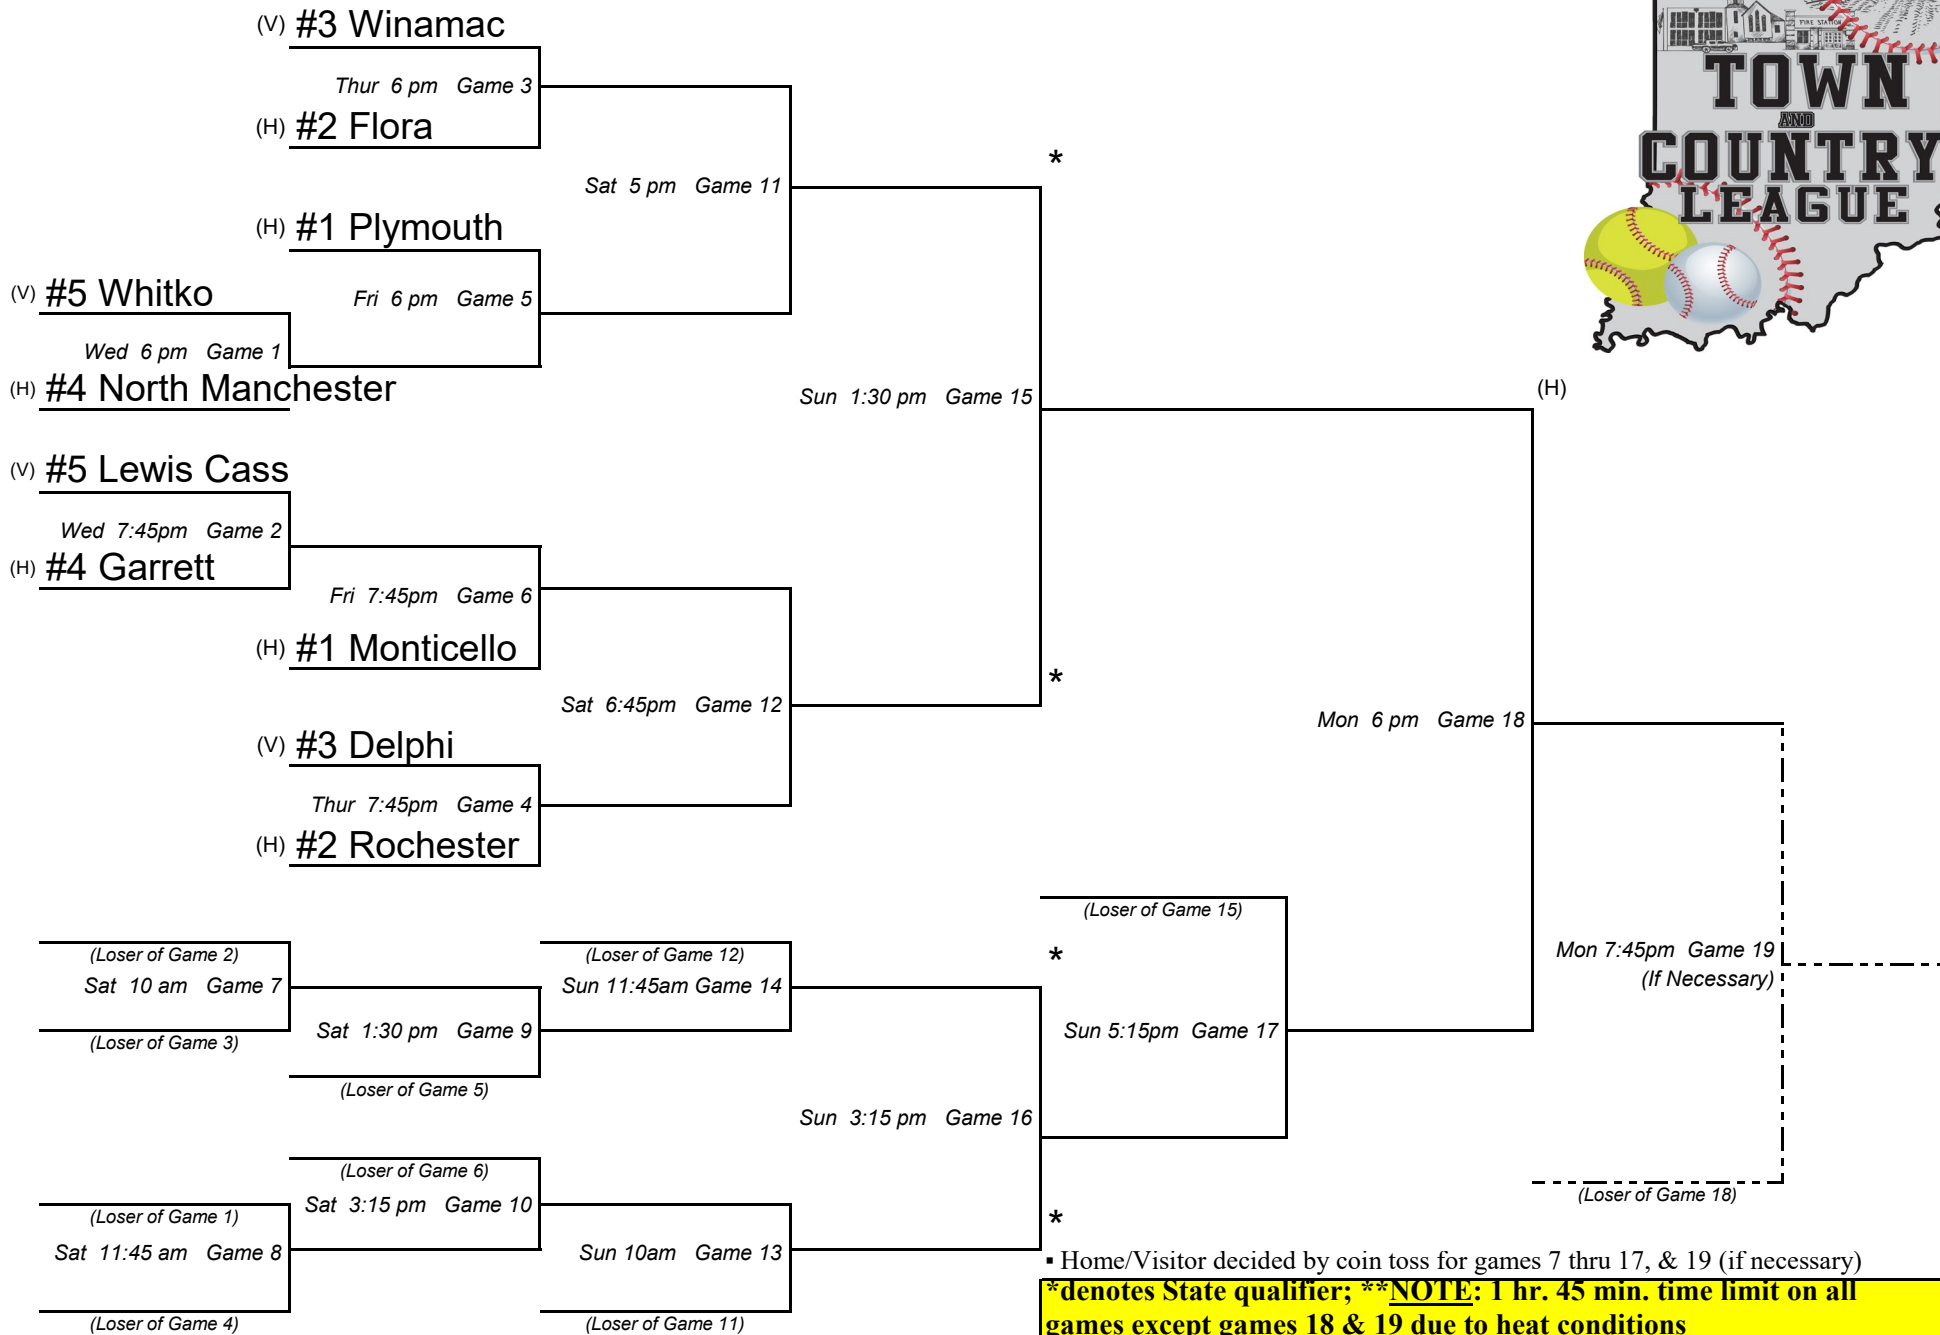 (V) #3 Winamac
Thur 6 pm Game 3
(H) #2 Flora
Sat 5 pm Game 11
(H) #1 Plymouth
(V) #5 Whitko
Fri 6 pm Game 5
Wed 6 pm Game 1
(H) #4 North Manchester
Sun 1:30 pm Game 15
(V) #5 Lewis Cass
Wed 7:45pm Game 2
(H) #4 Garrett
Fri 7:45pm Game 6
(H) #1 Monticello
Sat 6:45pm Game 12
(V) #3 Delphi
Thur 7:45pm Game 4
(H) #2 Rochester
*
*
(H)
Mon 6 pm Game 18
FIRE STATION
TOWN
AND
COUNTRY
LEAGUE
(Loser of Game 15)
(Loser of Game 2)
Sat 10 am Game 7
(Loser of Game 3)
(Loser of Game 12)
Sun 11:45am Game 14
Sat 1:30 pm Game 9
(Loser of Game 5)
*
Sun 5:15pm Game 17
Mon 7:45pm Game 19
(If Necessary)
Sun 3:15 pm Game 16
(Loser of Game 6)
Sat 3:15 pm Game 10
(Loser of Game 1)
Sat 11:45 am Game 8
(Loser of Game 4)
Sun 10am Game 13
(Loser of Game 11)
*
(Loser of Game 18)
▪ Home/Visitor decided by coin toss for games 7 thru 17, & 19 (if necessary)
*denotes State qualifier; **NOTE: 1 hr. 45 min. time limit on all
games except games 18 & 19 due to heat conditions